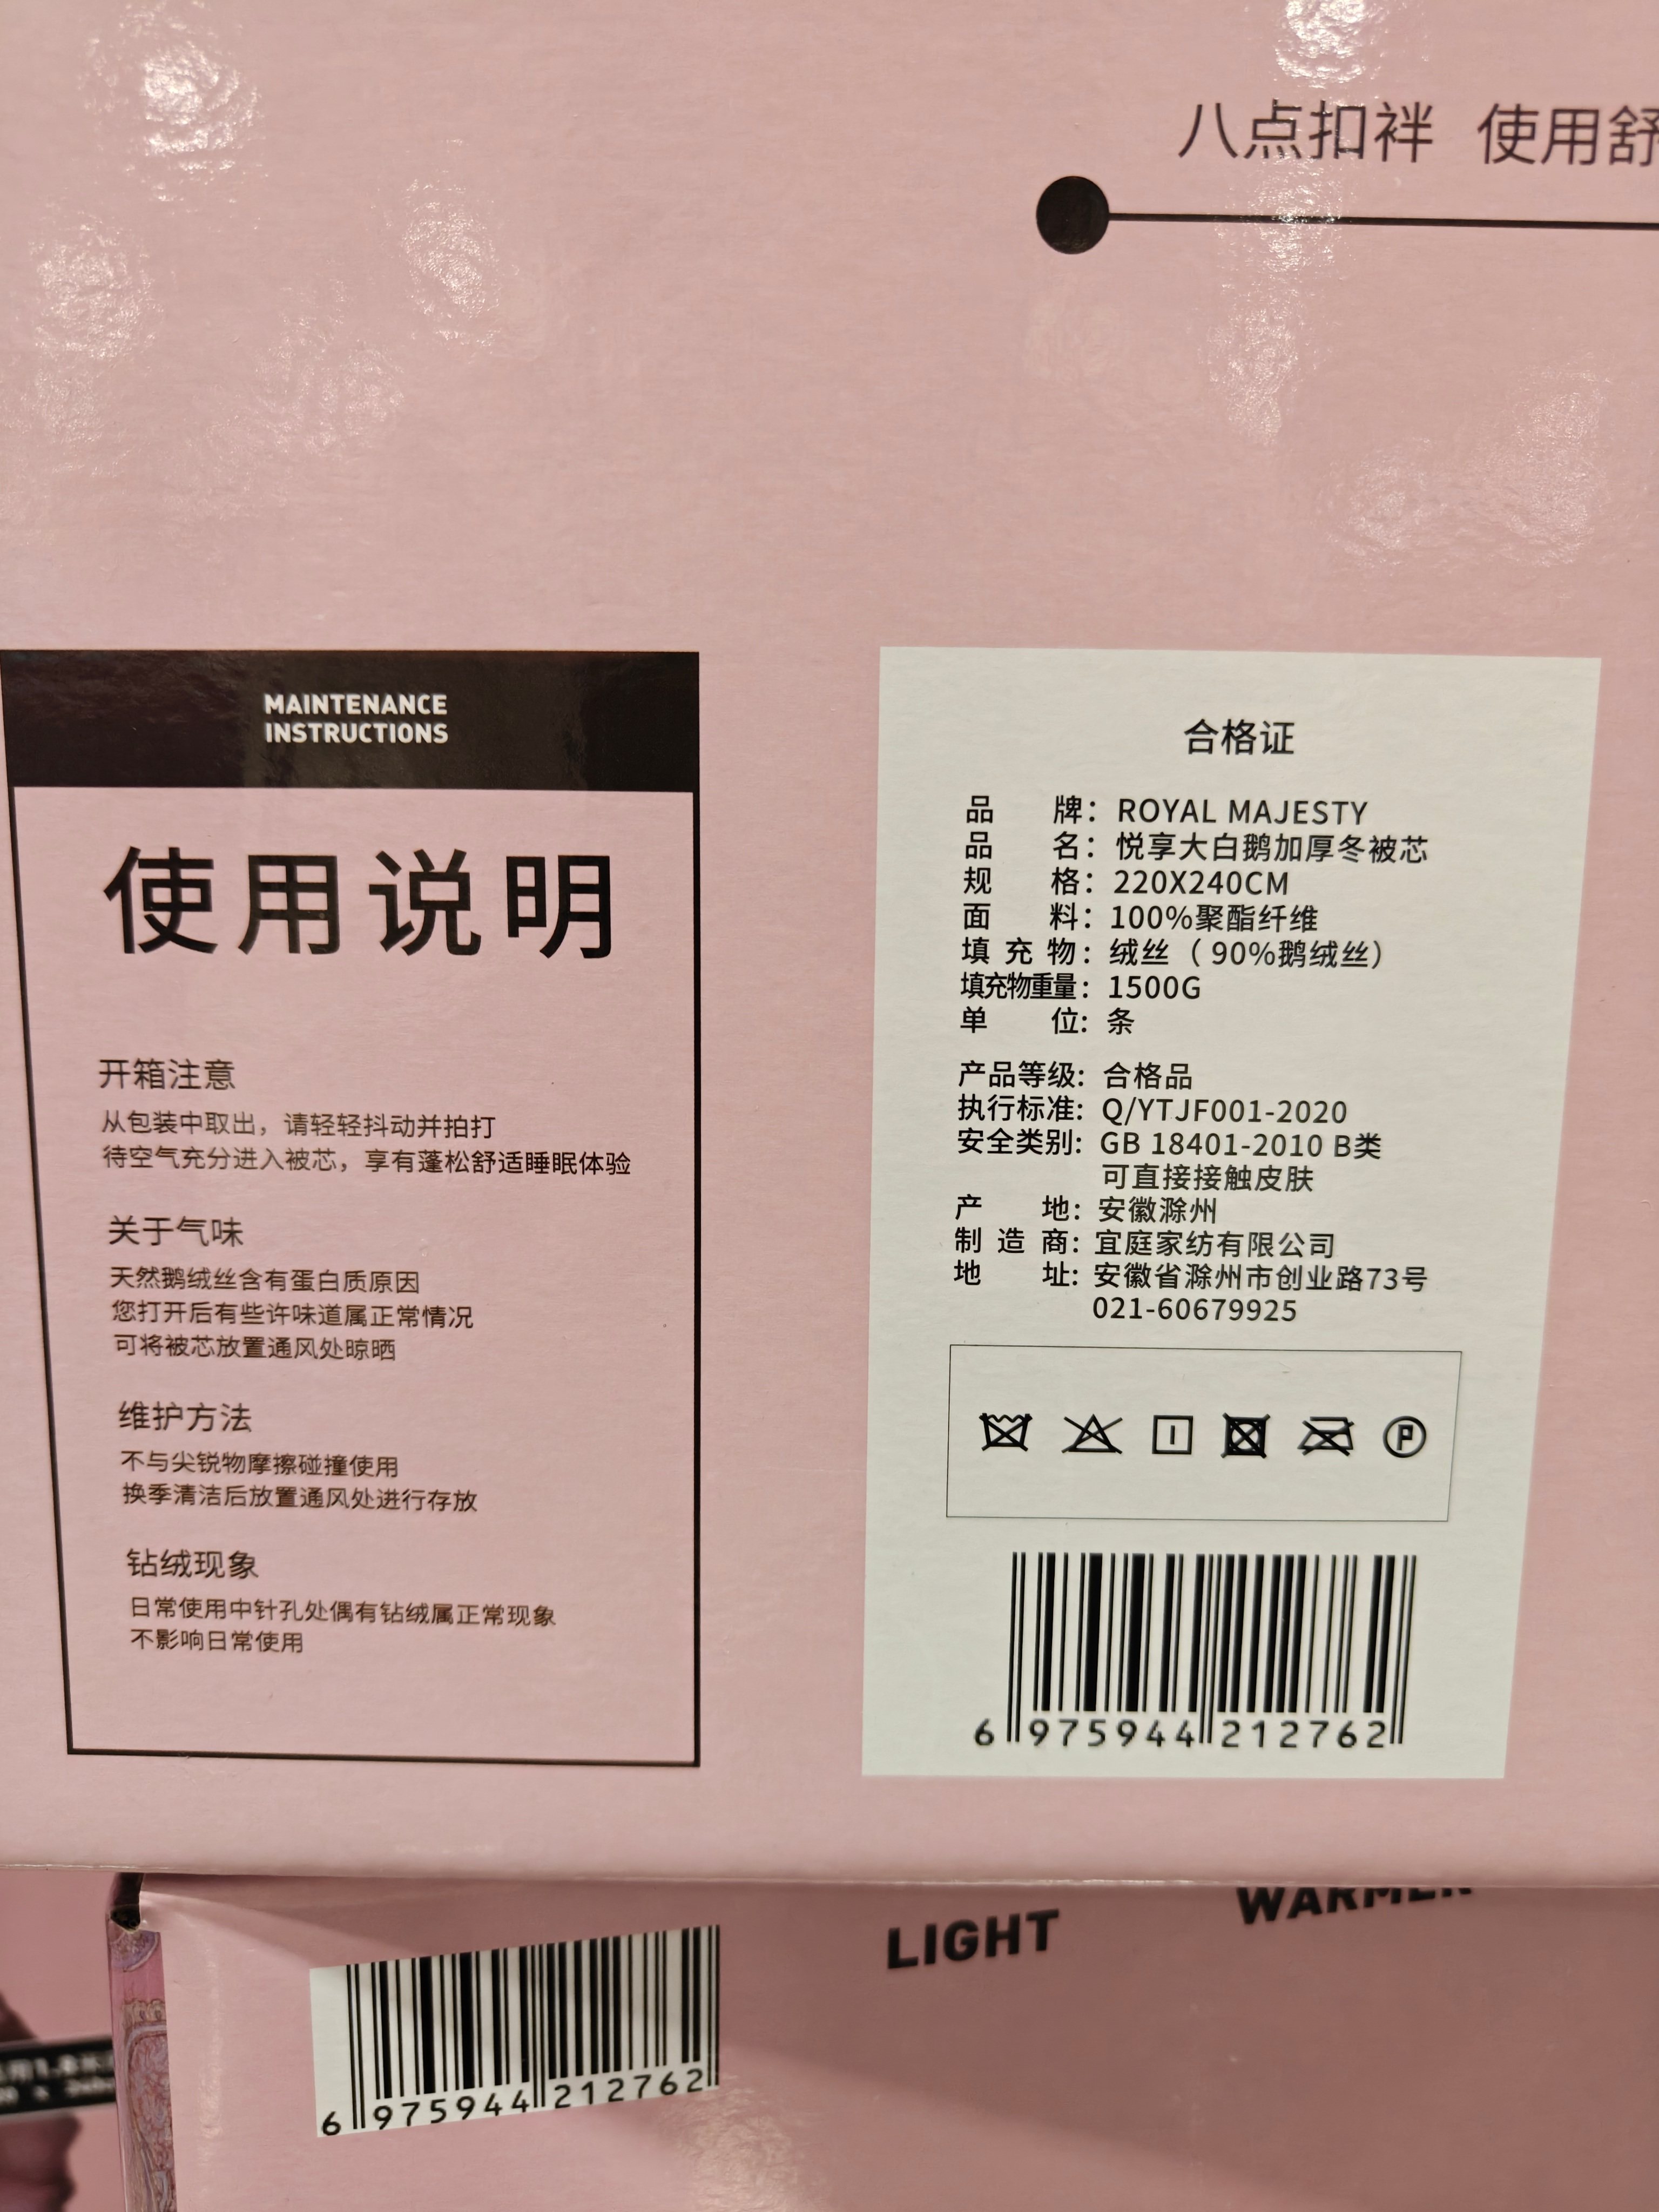 八点扣袢 使用舒
MAINTENANCE
INSTRUCTIONS
使用说明
开箱注意
从包装中取出，请轻轻抖动并拍打
待空气充分进入被芯，享有蓬松舒适睡眠体验
关于气味
天然鹅绒丝含有蛋白质原因
您打开后有些许味道属正常情况
可将被芯放置通风处晾晒
维护方法
不与尖锐物摩擦碰撞使用
换季清洁后放置通风处进行存放
钻绒现象
日常使用中针孔处偶有钻绒属正常现象
不影响日常使用
合格证
品牌：ROYAL MAJESTY
品名：悦享大白鹅加厚冬被芯
规格：220X240CM
面料：100%聚酯纤维
填充物：绒丝（90%鹅绒丝）
填充物重量：1500G
单位：条
产品等级：合格品
执行标准：Q/YTJF001-2020
安全类别：GB 18401-2010 B类
可直接接触皮肤
产地：安徽滁州
制造商：宜庭家纺有限公司
地址：安徽省滁州市创业路73号
021-60679925
P
6 975944 212762
LIGHT
WARMER
6 975944 212762